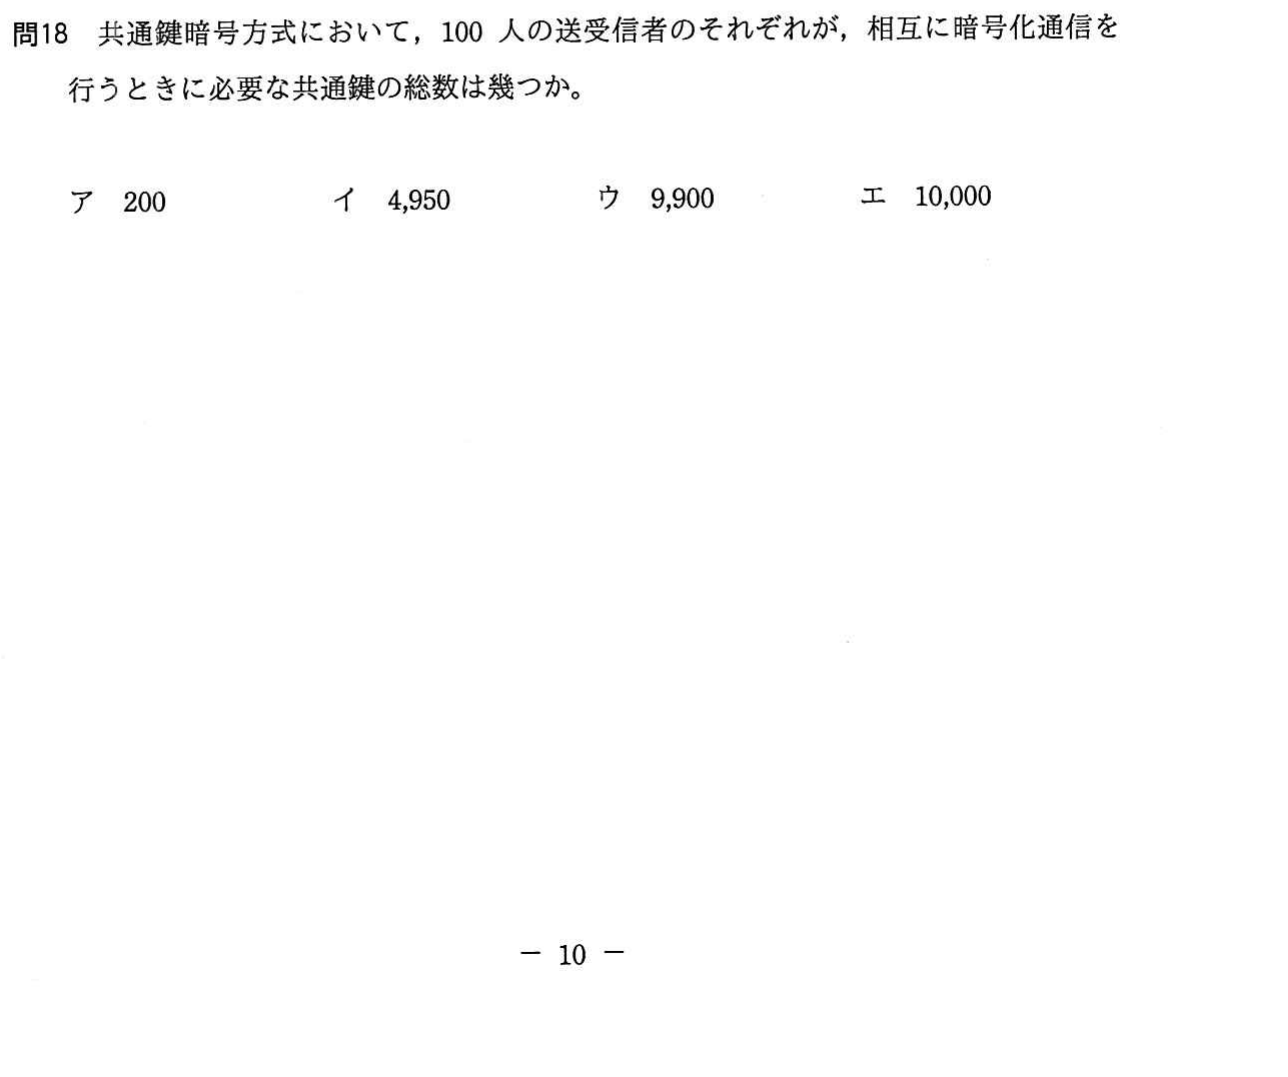 問18 共通鍵暗号方式において，100 人の送受信者のそれぞれが，相互に暗号化通信を
行うときに必要な共通鍵の総数は幾つか。
ア 200 イ 4,950 ウ 9,900 エ 10,000
－ 10 －